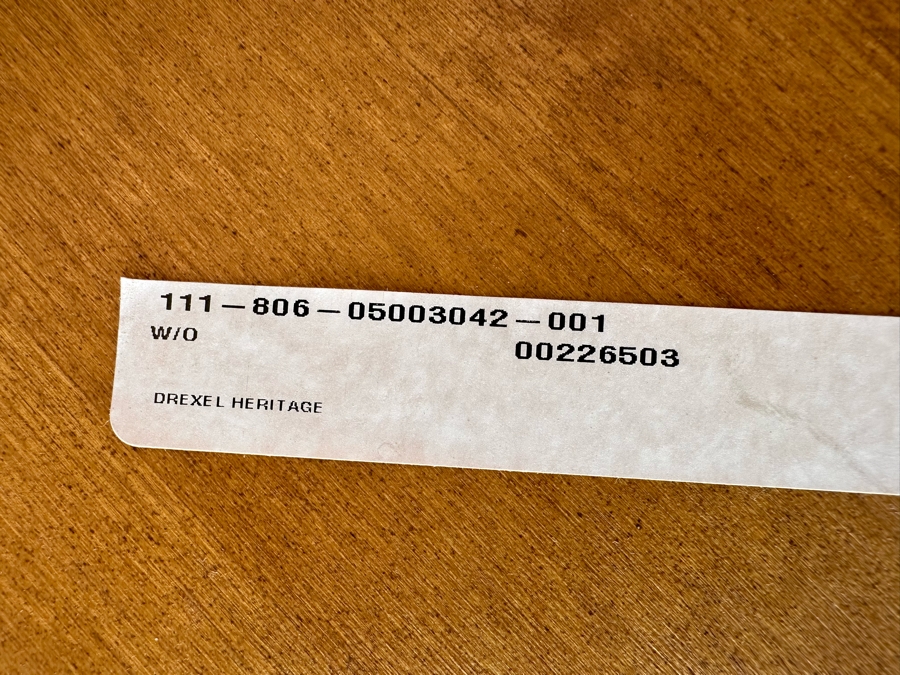 111-806-05003042-001
W/O
00226503
DREXEL HERITAGE